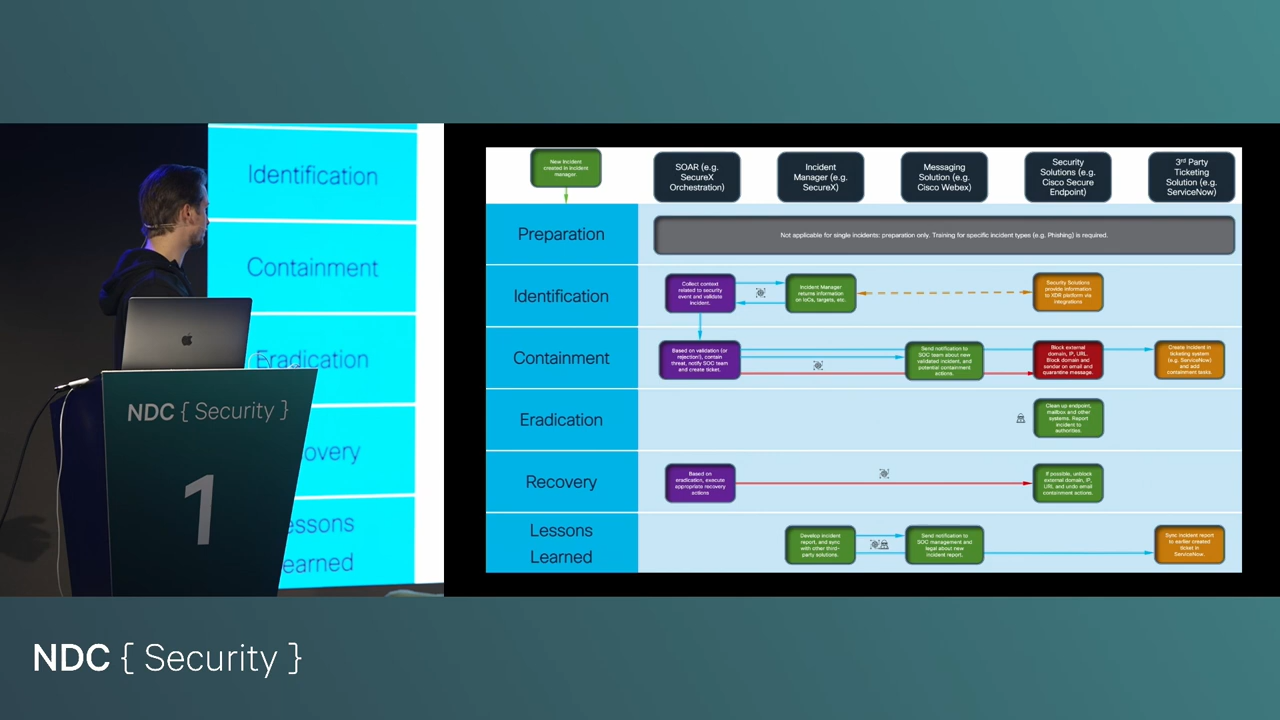 Identification
Containment
Eradication
overy
essons
earned
NDC { Security }
1
NDC { Security }
New Incident
created in incident
manager.
SOAR (e.g.
SecureX
Orchestration)
Incident
Manager (e.g.
SecureX)
Messaging
Solution (e.g.
Cisco Webex)
Security
Solutions (e.g.
Cisco Secure
Endpoint)
3rd Party
Ticketing
Solution (e.g.
ServiceNow)
Preparation
Not applicable for single incidents: preparation only. Training for specific incident types (e.g. Phishing) is required.
Identification
Collect context
related to security
event and validate
incident.
Incident Manager
returns information
on IoCs, targets, etc.
Security Solutions
provide information
to XDR platform via
integrations
Containment
Based on validation (or
rejection!), contain
threat, notify SOC team
and create ticket.
Send notification to
SOC team about new
validated incident, and
potential containment
actions.
Block external
domain, IP, URL.
Block domain and
sender on email and
quarantine message.
Create Incident in
ticketing system
(e.g. ServiceNow)
and add
containment tasks.
Eradication
Clean up endpoint,
mailbox and other
systems. Report
incident to
authorities.
Recovery
Based on
eradication, execute
appropriate recovery
actions
If possible, unblock
external domain, IP,
URL and undo email
containment actions.
Lessons
Learned
Develop incident
report, and sync
with other third-
party solutions.
Send notification to
SOC management and
legal about new
incident report.
Sync incident report
to earlier created
ticket in
ServiceNow.